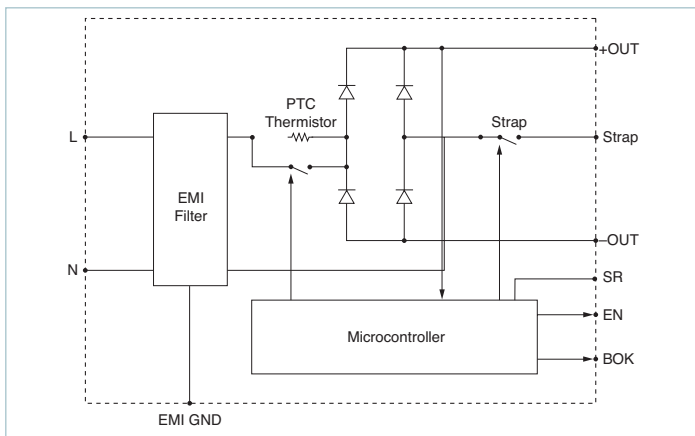 +OUT
PTC
Thermistor
Strap
L
Strap
EMI
Filter
–OUT
N
SR
EN
Microcontroller
BOK
EMI GND